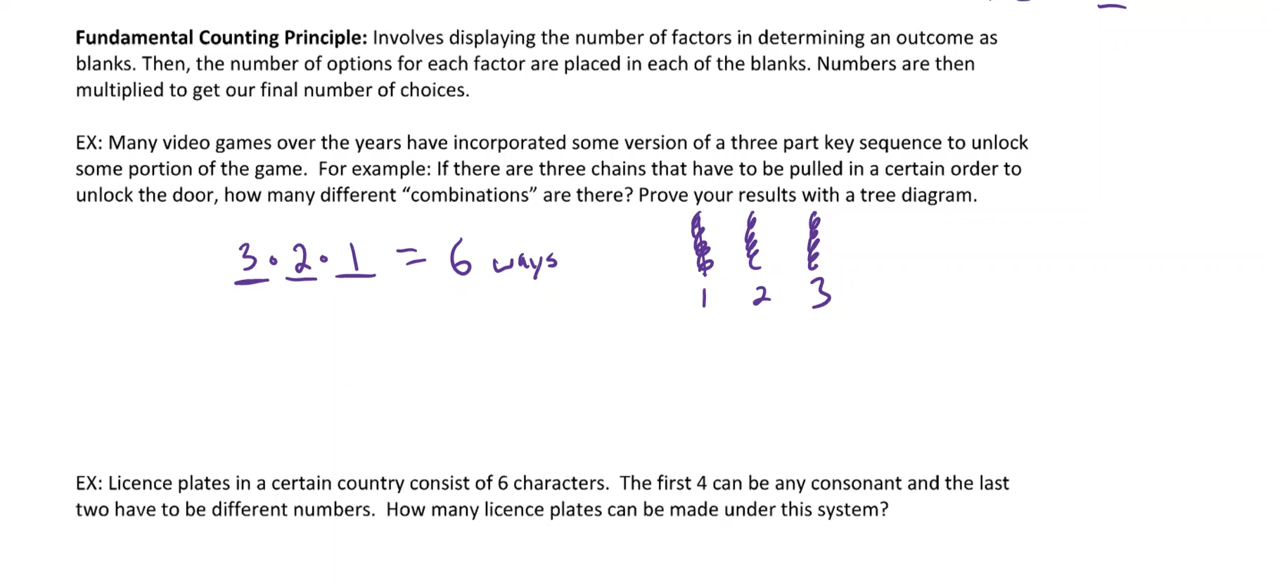 Fundamental Counting Principle: Involves displaying the number of factors in determining an outcome as
blanks. Then, the number of options for each factor are placed in each of the blanks. Numbers are then
multiplied to get our final number of choices.
EX: Many video games over the years have incorporated some version of a three part key sequence to unlock
some portion of the game. For example: If there are three chains that have to be pulled in a certain order to
unlock the door, how many different “combinations” are there? Prove your results with a tree diagram.
3 · 2 · 1 = 6 ways
1 2 3
EX: Licence plates in a certain country consist of 6 characters. The first 4 can be any consonant and the last
two have to be different numbers. How many licence plates can be made under this system?